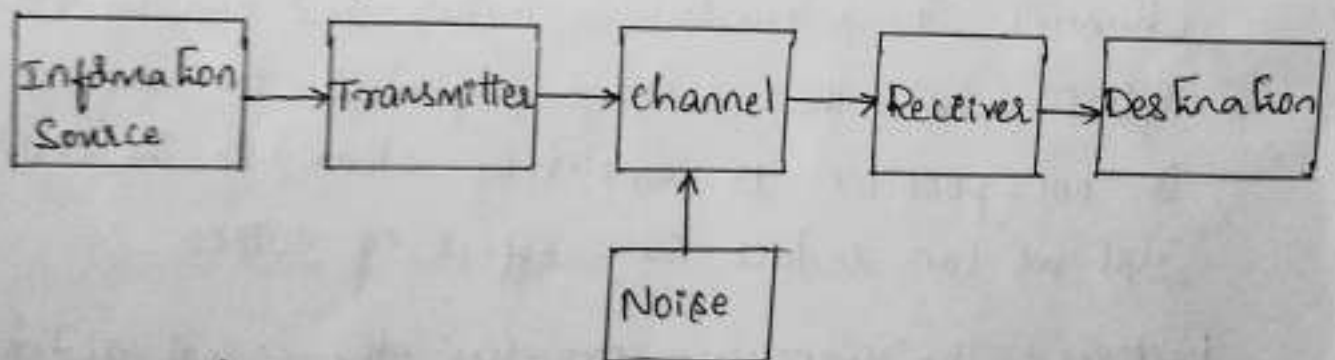 Information
Source
Transmitter
channel
Receiver
Destination
Noise